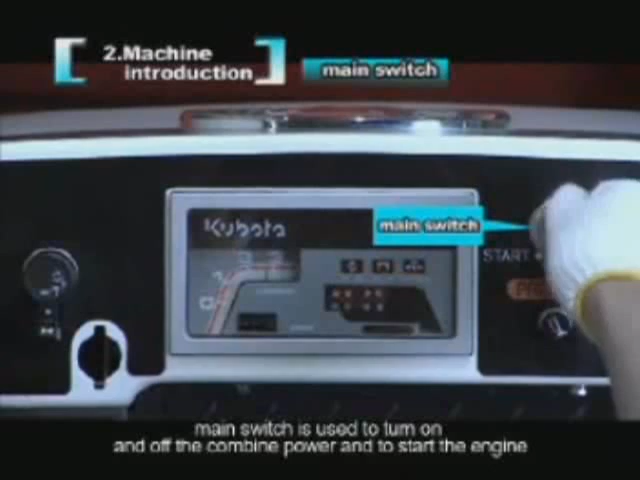 2.Machine
introduction
main switch
Kubota
main switch
START
main switch is used to turn on
and off the combine power and to start the engine